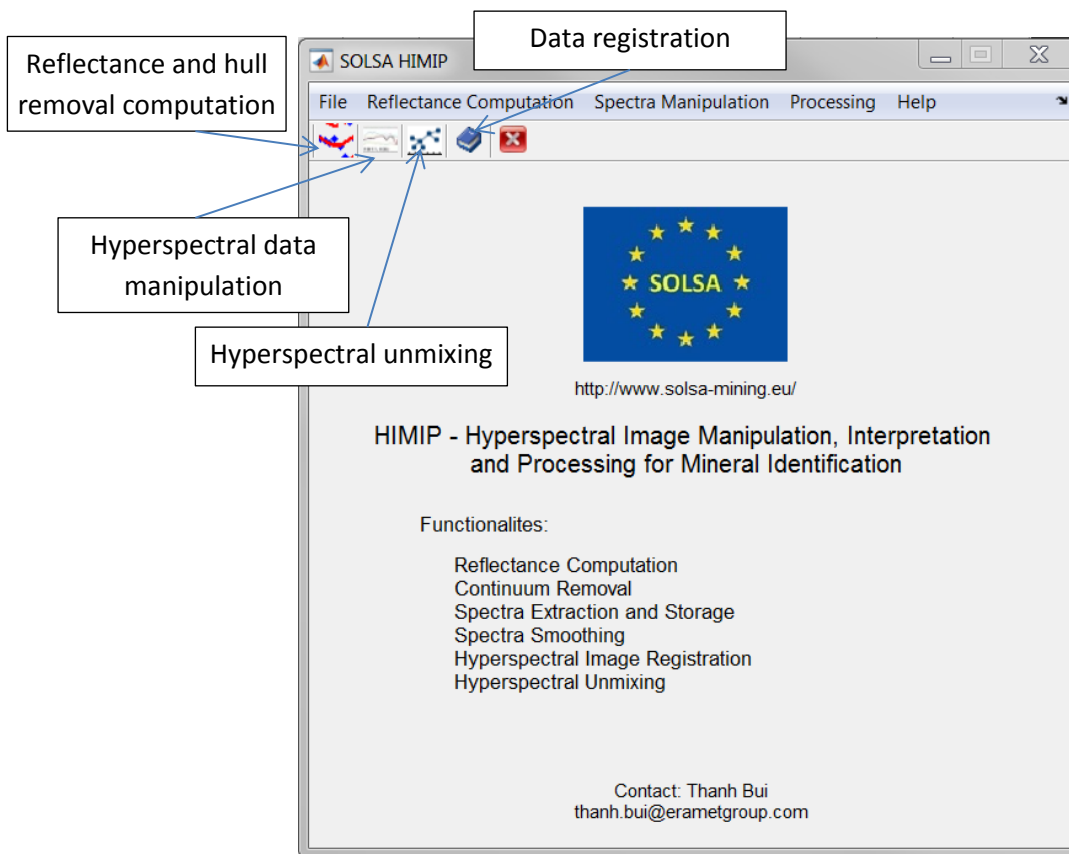 Data registration
Reflectance and hull
removal computation
SOLSA HIMIP
File Reflectance Computation Spectra Manipulation Processing Help
Hyperspectral data
manipulation
Hyperspectral unmixing
SOLSA
http://www.solsa-mining.eu/
HIMIP - Hyperspectral Image Manipulation, Interpretation
and Processing for Mineral Identification
Functionalites:
Reflectance Computation
Continuum Removal
Spectra Extraction and Storage
Spectra Smoothing
Hyperspectral Image Registration
Hyperspectral Unmixing
Contact: Thanh Bui
thanh.bui@erametgroup.com